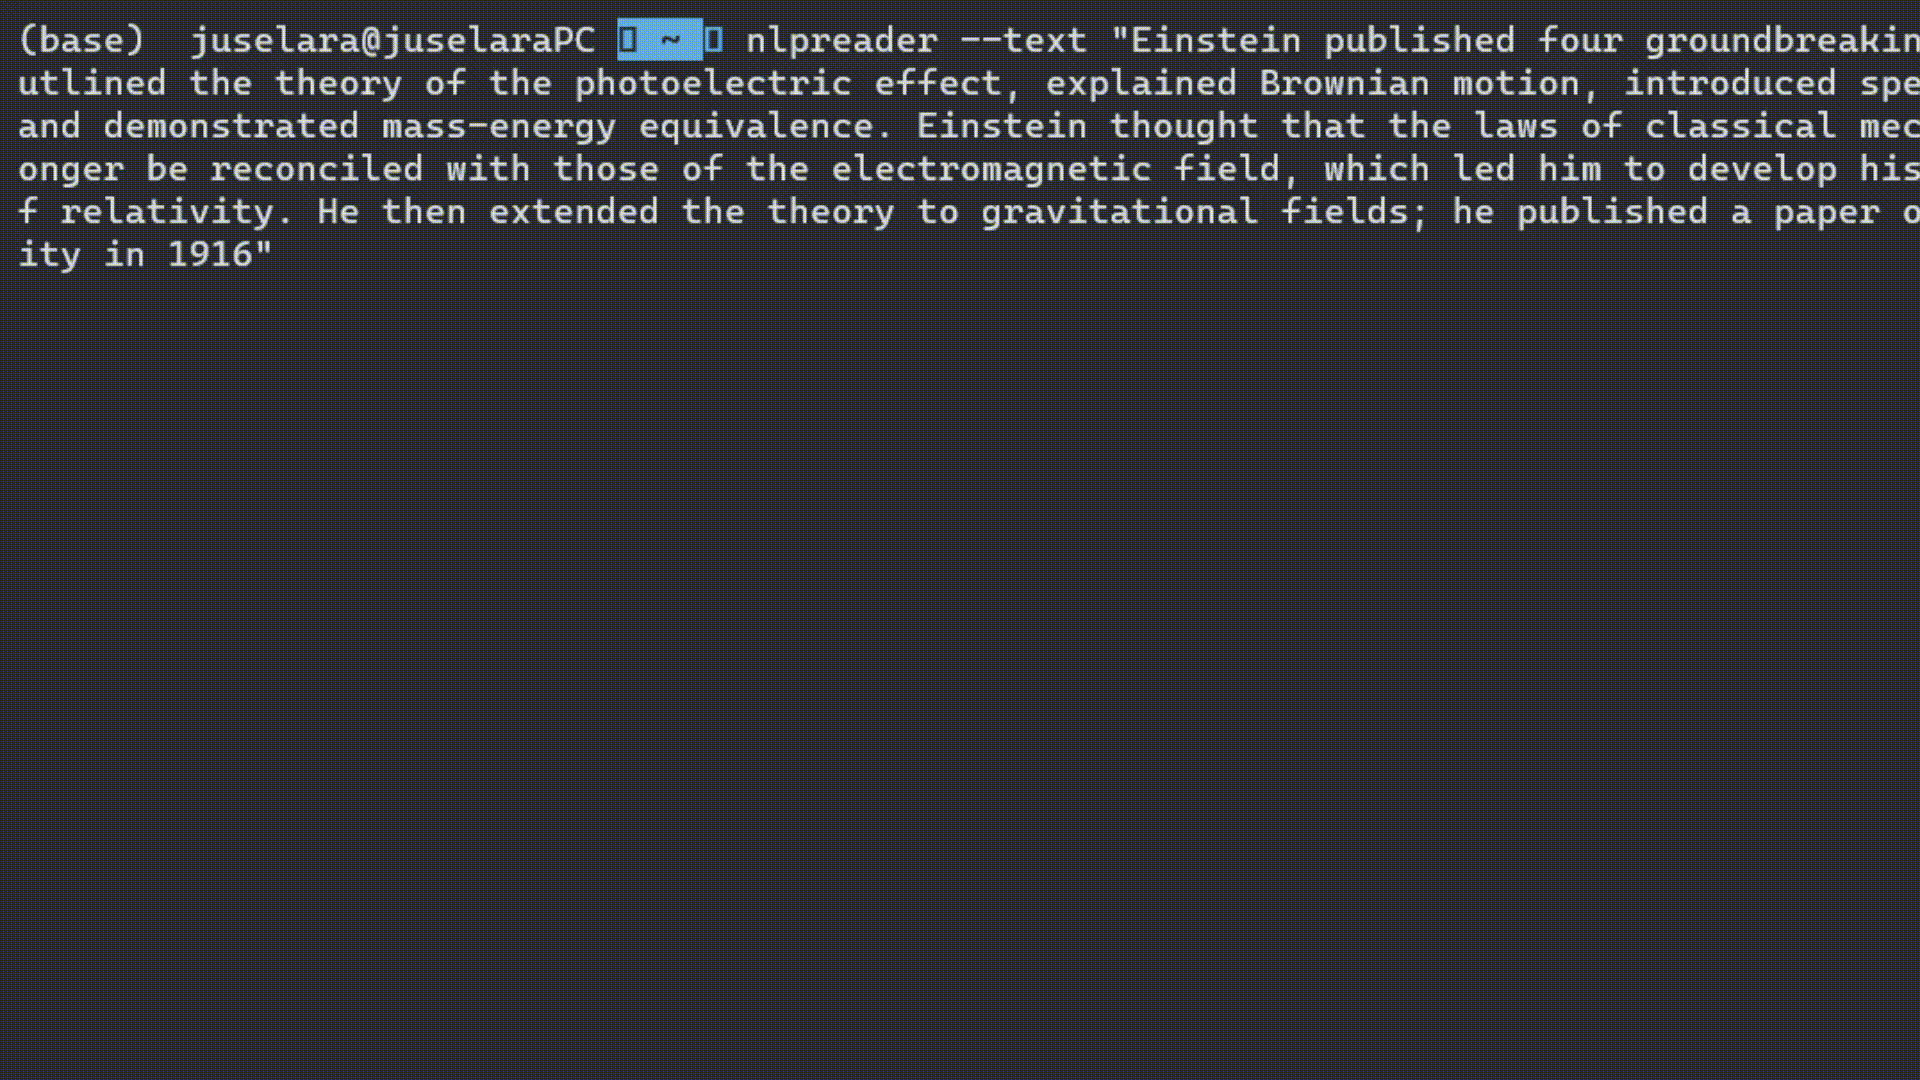 (base) juselara@juselaraPC ~ nlpreader --text "Einstein published four groundbreakin
utlined the theory of the photoelectric effect, explained Brownian motion, introduced spe
and demonstrated mass-energy equivalence. Einstein thought that the laws of classical mec
onger be reconciled with those of the electromagnetic field, which led him to develop his
f relativity. He then extended the theory to gravitational fields; he published a paper o
ity in 1916"